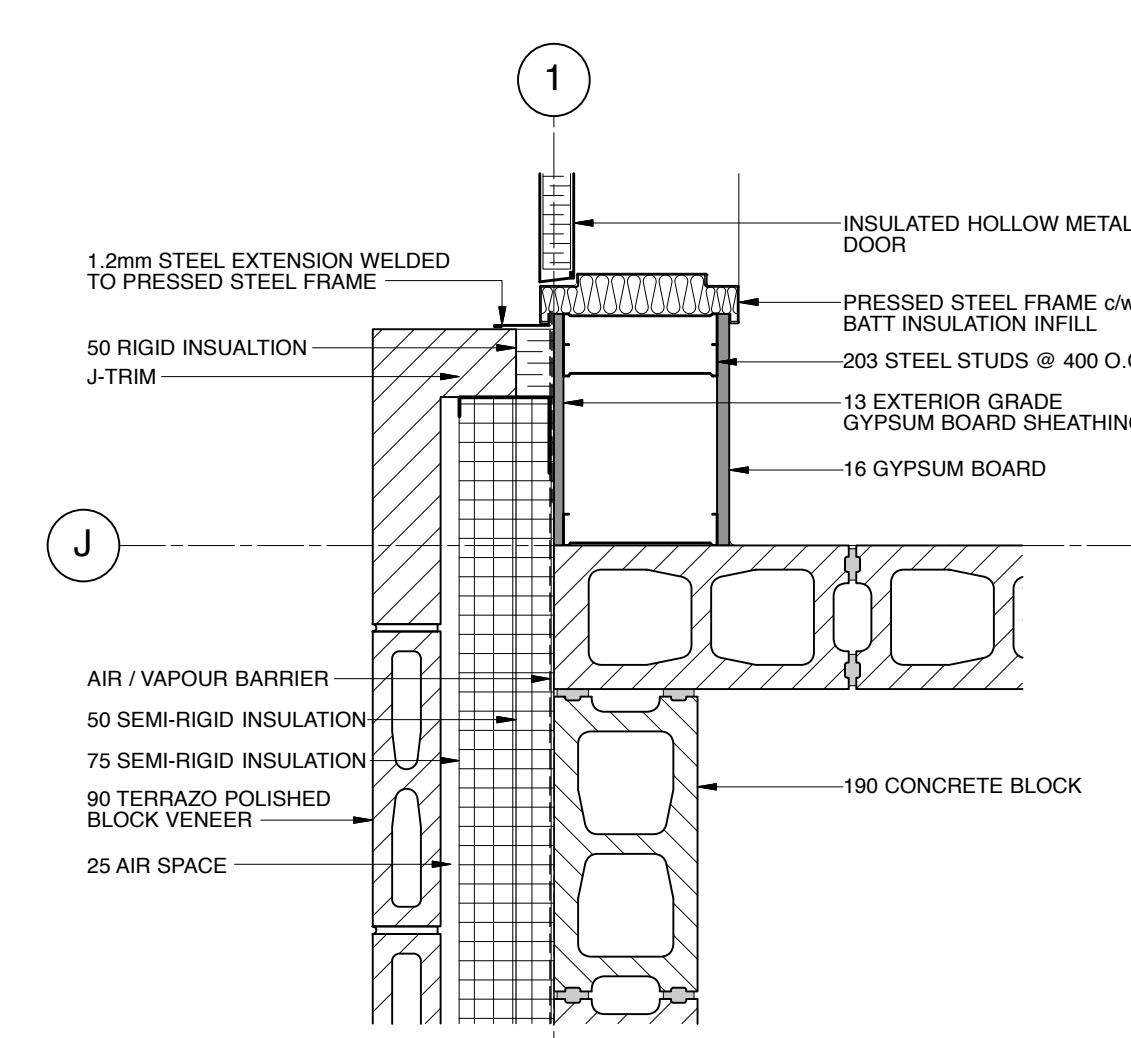 1
INSULATED HOLLOW METAL
DOOR
1.2mm STEEL EXTENSION WELDED
TO PRESSED STEEL FRAME
PRESSED STEEL FRAME c/w
BATT INSULATION INFILL
50 RIGID INSUALTION
203 STEEL STUDS @ 400 O.C
J-TRIM
13 EXTERIOR GRADE
GYPSUM BOARD SHEATHING
16 GYPSUM BOARD
J
AIR / VAPOUR BARRIER
50 SEMI-RIGID INSULATION
75 SEMI-RIGID INSULATION
90 TERRAZO POLISHED
BLOCK VENEER
190 CONCRETE BLOCK
25 AIR SPACE